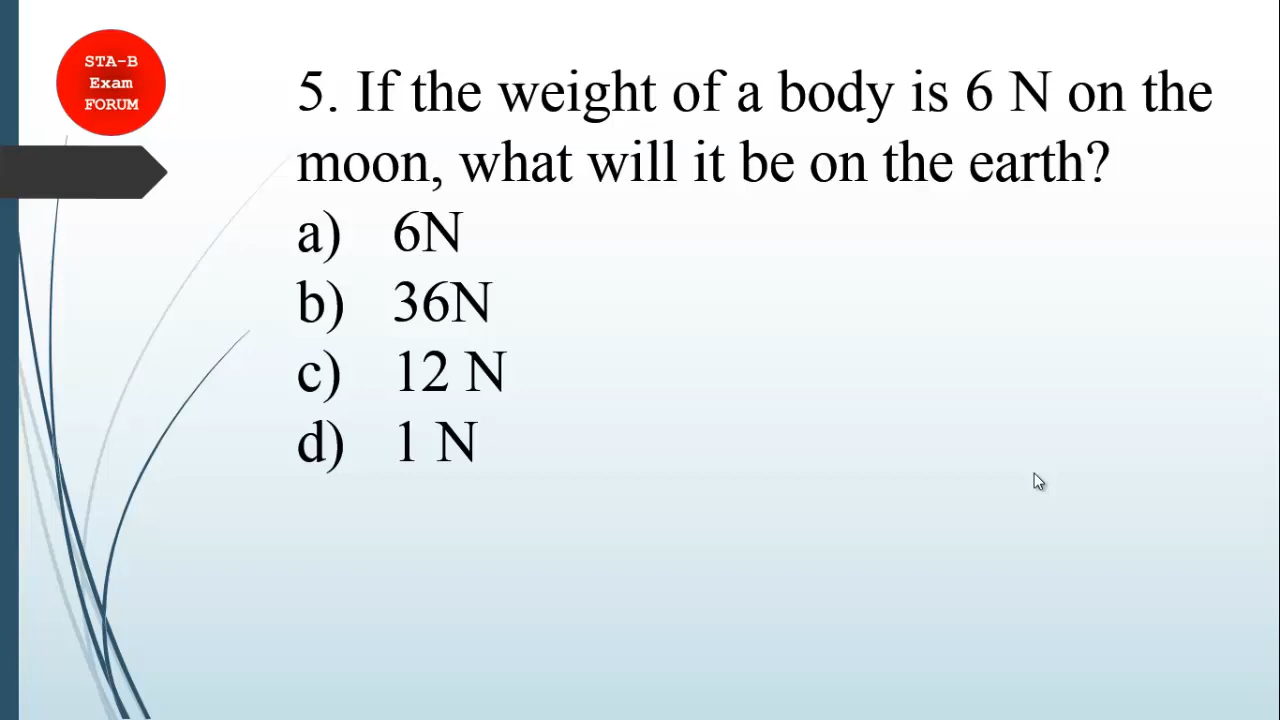 STA-B
Exam
FORUM
5. If the weight of a body is 6 N on the
moon, what will it be on the earth?
a) 6N
b) 36N
c) 12 N
d) 1 N